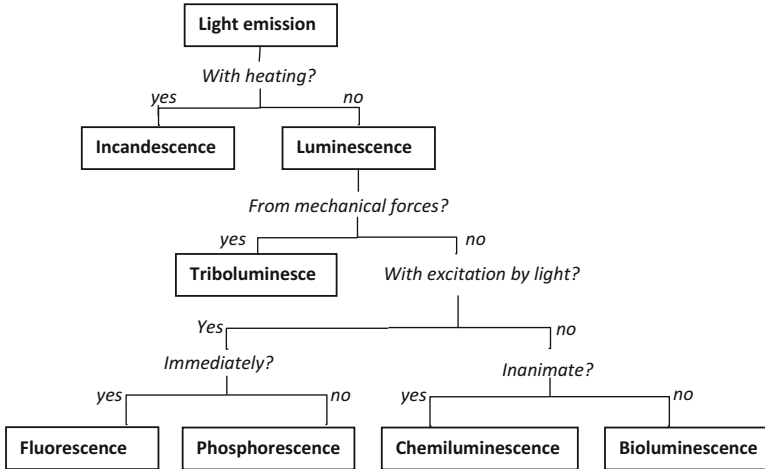 Light emission
With heating?
yes
no
Incandescence
Luminescence
From mechanical forces?
yes
no
Triboluminesce
With excitation by light?
Yes
no
Immediately?
Inanimate?
yes
no
yes
no
Fluorescence
Phosphorescence
Chemiluminescence
Bioluminescence